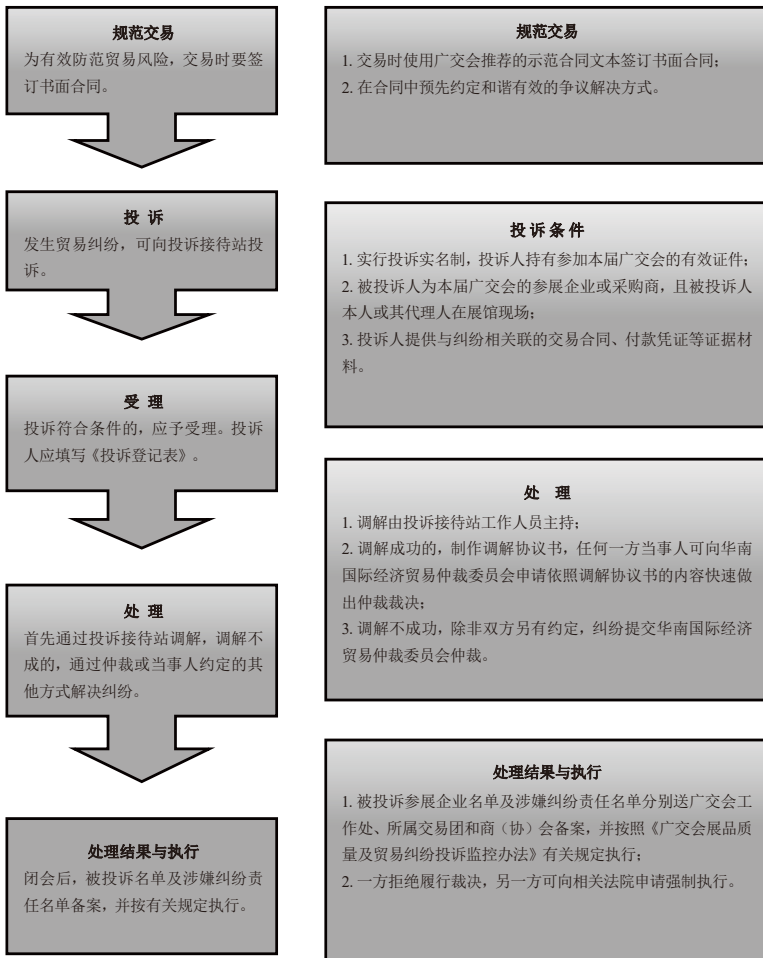 规范交易
为有效防范贸易风险，交易时要签
订书面合同。
投 诉
发生贸易纠纷，可向投诉接待站投
诉。
受 理
投诉符合条件的，应予受理。投诉
人应填写《投诉登记表》。
处 理
首先通过投诉接待站调解，调解不
成的，通过仲裁或当事人约定的其
他方式解决纠纷。
处理结果与执行
闭会后，被投诉名单及涉嫌纠纷责
任名单备案，并按有关规定执行。
规范交易
1. 交易时使用广交会推荐的示范合同文本签订书面合同；
2. 在合同中预先约定和谐有效的争议解决方式。
投 诉 条 件
1. 实行投诉实名制，投诉人持有参加本届广交会的有效证件；
2. 被投诉人为本届广交会的参展企业或采购商，且被投诉人
本人或其代理人在展馆现场；
3. 投诉人提供与纠纷相关联的交易合同、付款凭证等证据材
料。
处 理
1. 调解由投诉接待站工作人员主持；
2. 调解成功的，制作调解协议书，任何一方当事人可向华南
国际经济贸易仲裁委员会申请依照调解协议书的内容快速做
出仲裁裁决；
3. 调解不成功，除非双方另有约定，纠纷提交华南国际经济
贸易仲裁委员会仲裁。
处理结果与执行
1. 被投诉参展企业名单及涉嫌纠纷责任名单分别送广交会工
作处、所属交易团和商（协）会备案，并按照《广交会展品质
量及贸易纠纷投诉监控办法》有关规定执行；
2. 一方拒绝履行裁决，另一方可向相关法院申请强制执行。